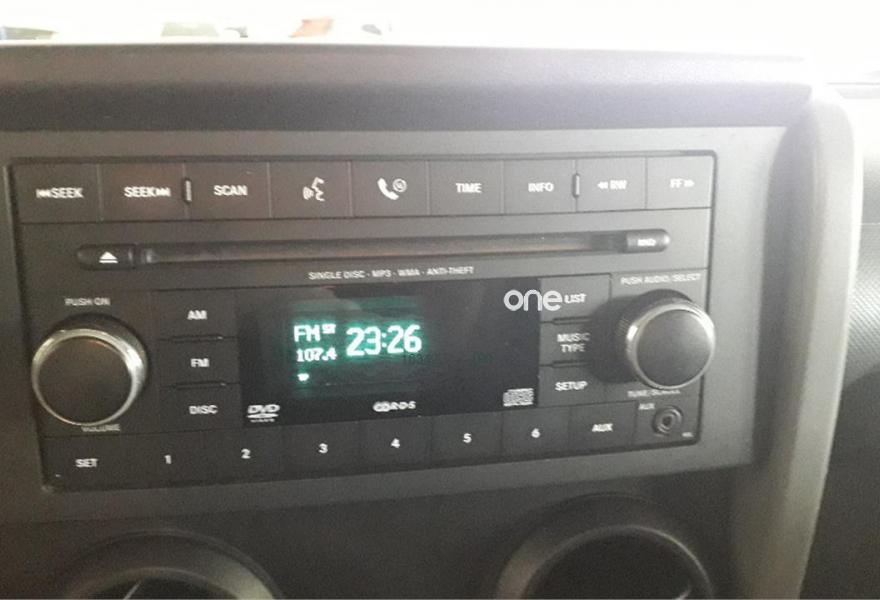 ⏮SEEK SEEK⏭ SCAN TIME INFO ◂◂ RW FF ▸▸
SINGLE DISC · MP3 · WMA · ANTI-THEFT
PUSH ON PUSH AUDIO/SELECT
AM one LIST
FM ST 23:26
107.4
FM MUSIC
TYPE
DISC SETUP
DVD RDS
VOLUME TUNE/SCROLL
AUX
SET 1 2 3 4 5 6 AUX